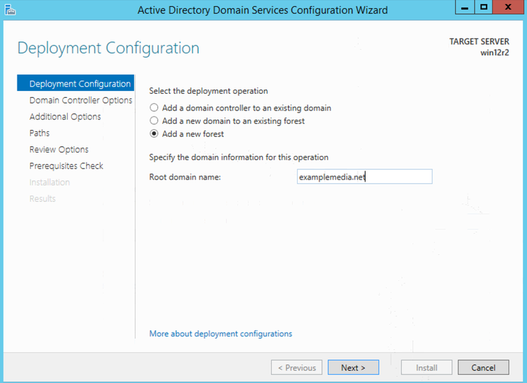 Active Directory Domain Services Configuration Wizard
Deployment Configuration
TARGET SERVER
win12r2
Deployment Configuration
Domain Controller Options
Additional Options
Paths
Review Options
Prerequisites Check
Installation
Results
Select the deployment operation
Add a domain controller to an existing domain
Add a new domain to an existing forest
Add a new forest
Specify the domain information for this operation
Root domain name: examplemedia.net
More about deployment configurations
< Previous Next > Install Cancel